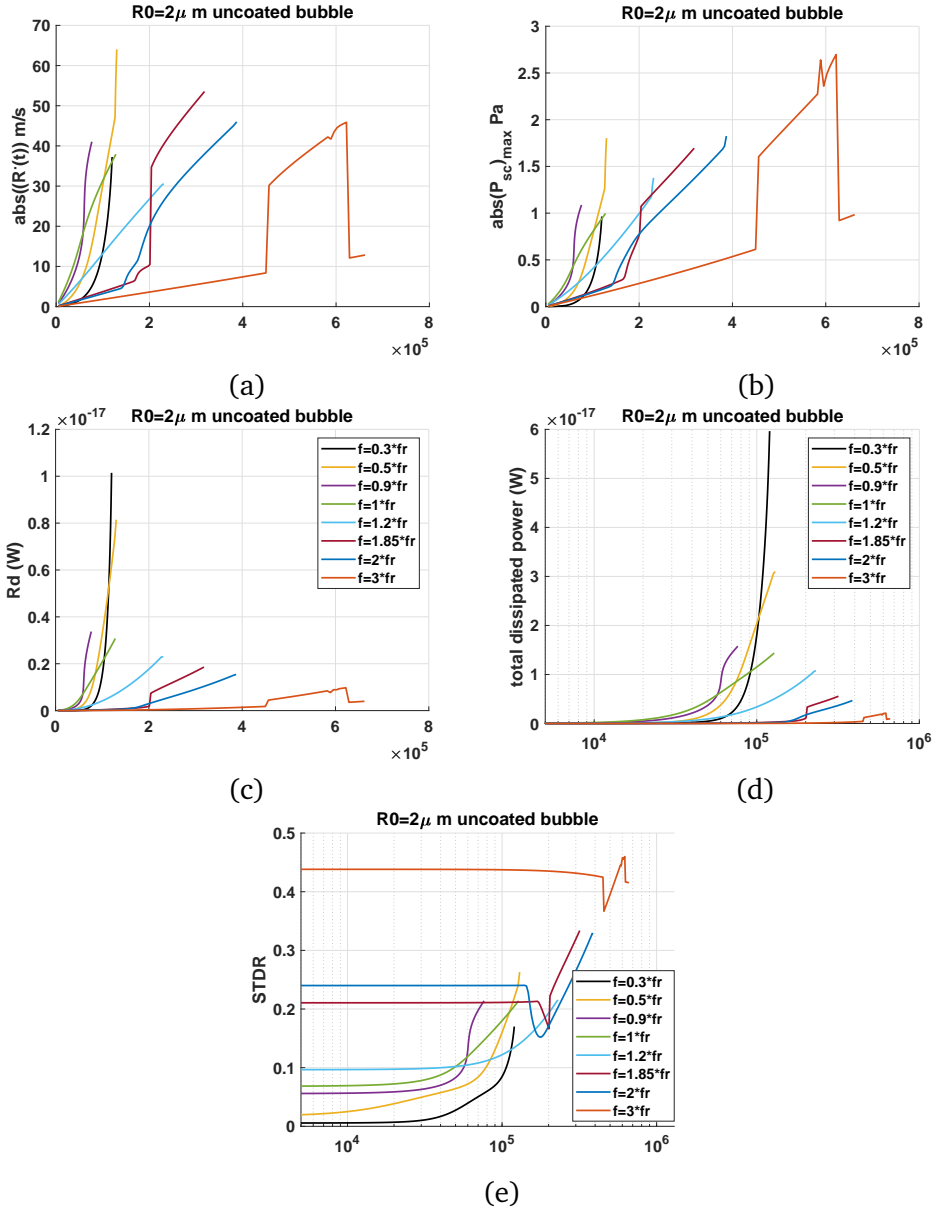 R0=2μ m uncoated bubble
abs((R˙(t)) m/s
70
60
50
40
30
20
10
0
0 2 4 6 8
×10^5
(a)
R0=2μ m uncoated bubble
abs(P_sc)_max Pa
3
2.5
2
1.5
1
0.5
0
0 2 4 6 8
×10^5
(b)
R0=2μ m uncoated bubble
×10^-17
Rd (W)
1.2
1
0.8
0.6
0.4
0.2
0
0 2 4 6 8
×10^5
f=0.3*fr
f=0.5*fr
f=0.9*fr
f=1*fr
f=1.2*fr
f=1.85*fr
f=2*fr
f=3*fr
(c)
R0=2μ m uncoated bubble
×10^-17
total dissipated power (W)
6
5
4
3
2
1
0
10^4 10^5 10^6
f=0.3*fr
f=0.5*fr
f=0.9*fr
f=1*fr
f=1.2*fr
f=1.85*fr
f=2*fr
f=3*fr
(d)
R0=2μ m uncoated bubble
STDR
0.5
0.4
0.3
0.2
0.1
0
10^4 10^5 10^6
f=0.3*fr
f=0.5*fr
f=0.9*fr
f=1*fr
f=1.2*fr
f=1.85*fr
f=2*fr
f=3*fr
(e)